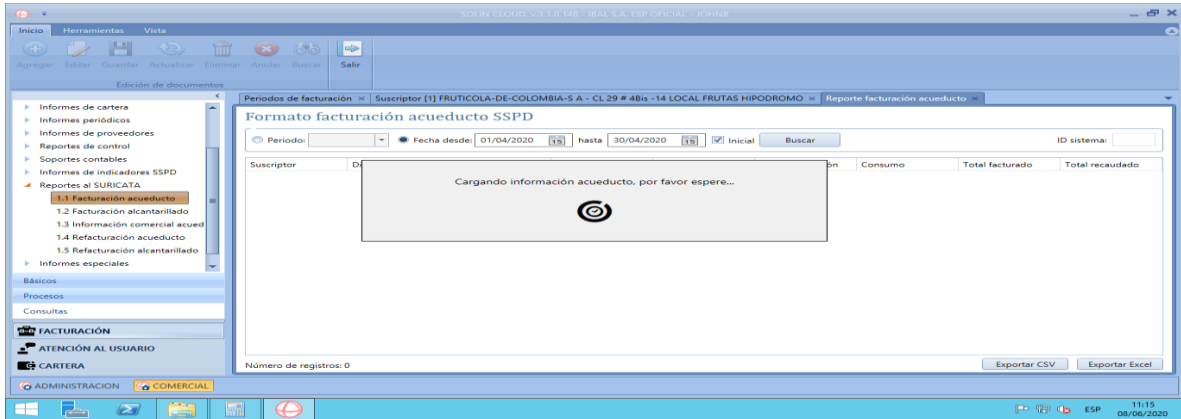 SOLIN CLOUD, v.3.1.0.148 - IBAL S.A. ESP OFICIAL - JOHNB
Inicio Herramientas Vista
Agregar Editar Guardar Actualizar Eliminar Anular Buscar Salir
Edición de documentos
Periodos de facturación Suscriptor [1] FRUTICOLA-DE-COLOMBIA-S A - CL 29 # 4Bis -14 LOCAL FRUTAS HIPODROMO Reporte facturación acueducto
Informes de cartera
Informes periódicos
Informes de proveedores
Reportes de control
Soportes contables
Informes de indicadores SSPD
Reportes al SURICATA
1.1 Facturación acueducto
1.2 Facturación alcantarillado
1.3 Información comercial acued
1.4 Refacturación acueducto
1.5 Refacturación alcantarillado
Informes especiales
Básicos
Procesos
Consultas
FACTURACIÓN
ATENCIÓN AL USUARIO
CARTERA
Formato facturación acueducto SSPD
Periodo: Fecha desde: 01/04/2020 15 hasta 30/04/2020 15 Inicial Buscar ID sistema:
Suscriptor D ón Consumo Total facturado Total recaudado
Cargando información acueducto, por favor espere...
Número de registros: 0 Exportar CSV Exportar Excel
ADMINISTRACION COMERCIAL
ESP 11:15
08/06/2020